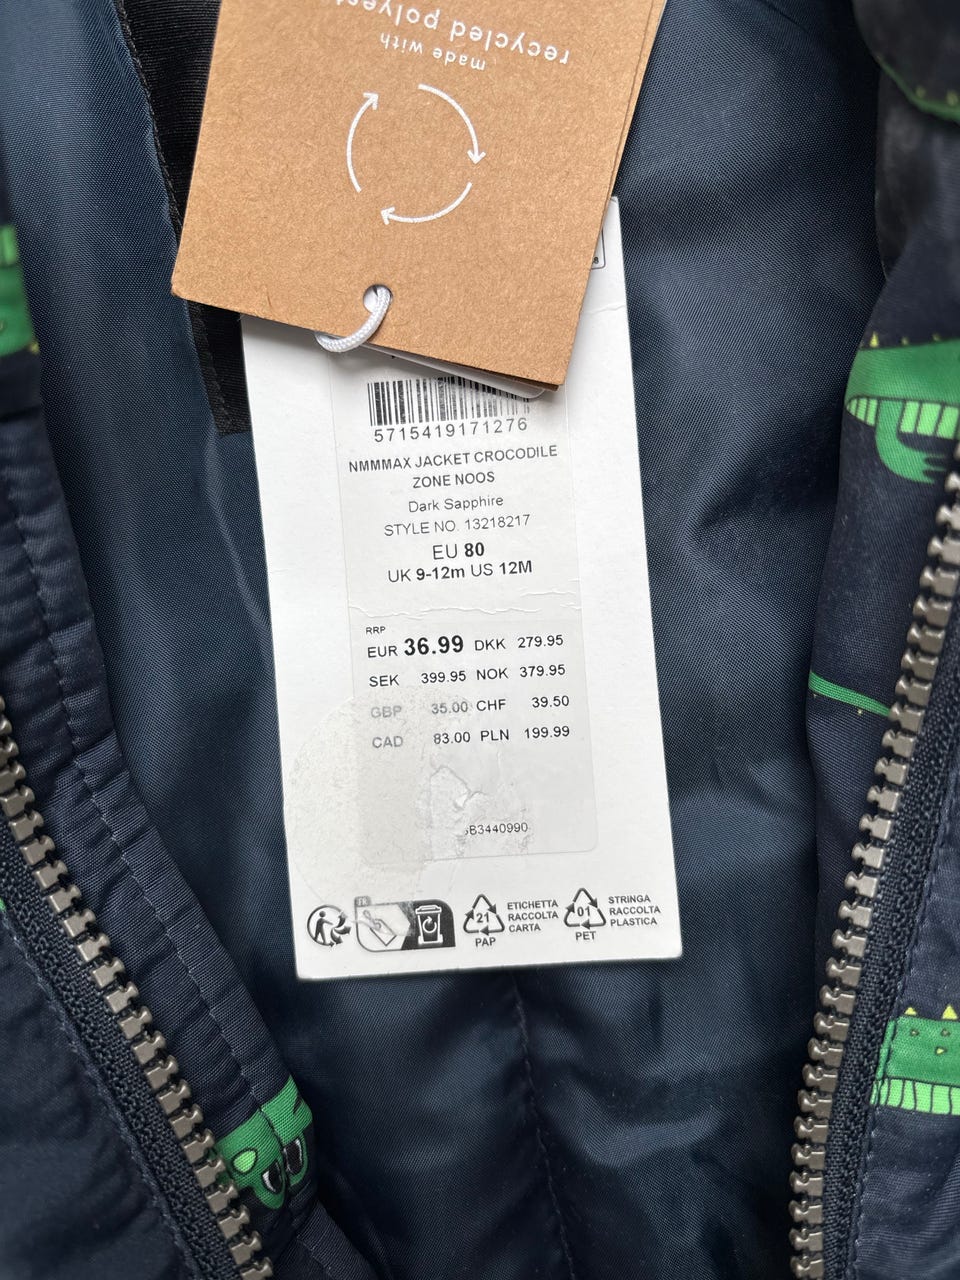 made with
recycled
5715419171276
NMMMAX JACKET CROCODILE
ZONE NOOS
Dark Sapphire
STYLE NO. 13218217
EU 80
UK 9-12m US 12M
RRP
EUR 36.99 DKK 279.95
SEK 399.95 NOK 379.95
GBP 35.00 CHF 39.50
CAD 83.00 PLN 199.99
B3440990
FR
21
PAP
ETICHETTA
RACCOLTA
CARTA
01
PET
STRINGA
RACCOLTA
PLASTICA